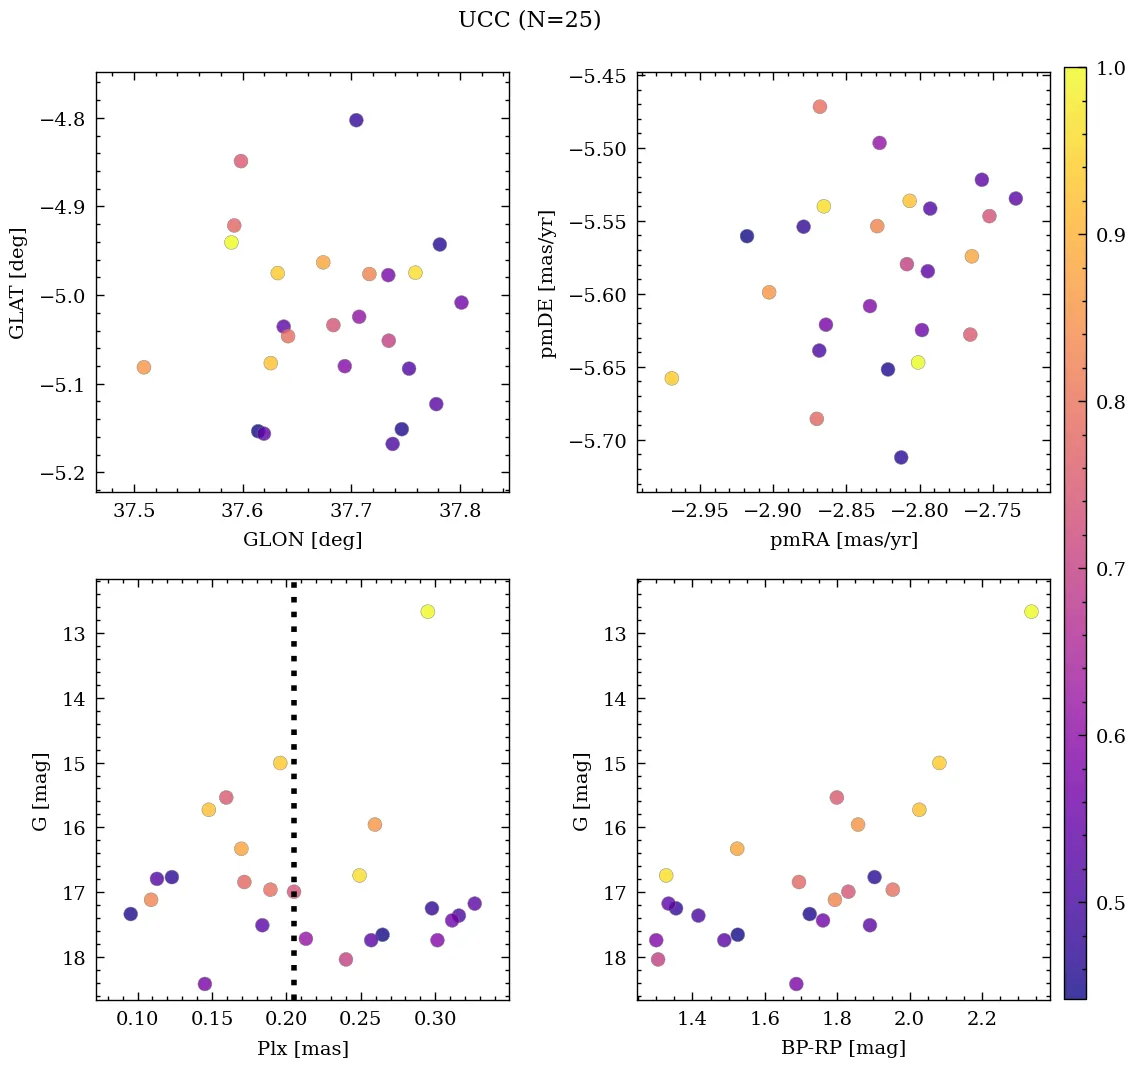 UCC (N=25)
−4.8
−4.9
−5.0
−5.1
−5.2
GLAT [deg]
37.5 37.6 37.7 37.8
GLON [deg]
−5.45
−5.50
−5.55
−5.60
−5.65
−5.70
pmDE [mas/yr]
−2.95 −2.90 −2.85 −2.80 −2.75
pmRA [mas/yr]
13
14
15
16
17
18
G [mag]
0.10 0.15 0.20 0.25 0.30
Plx [mas]
13
14
15
16
17
18
G [mag]
1.4 1.6 1.8 2.0 2.2
BP-RP [mag]
1.0
0.9
0.8
0.7
0.6
0.5